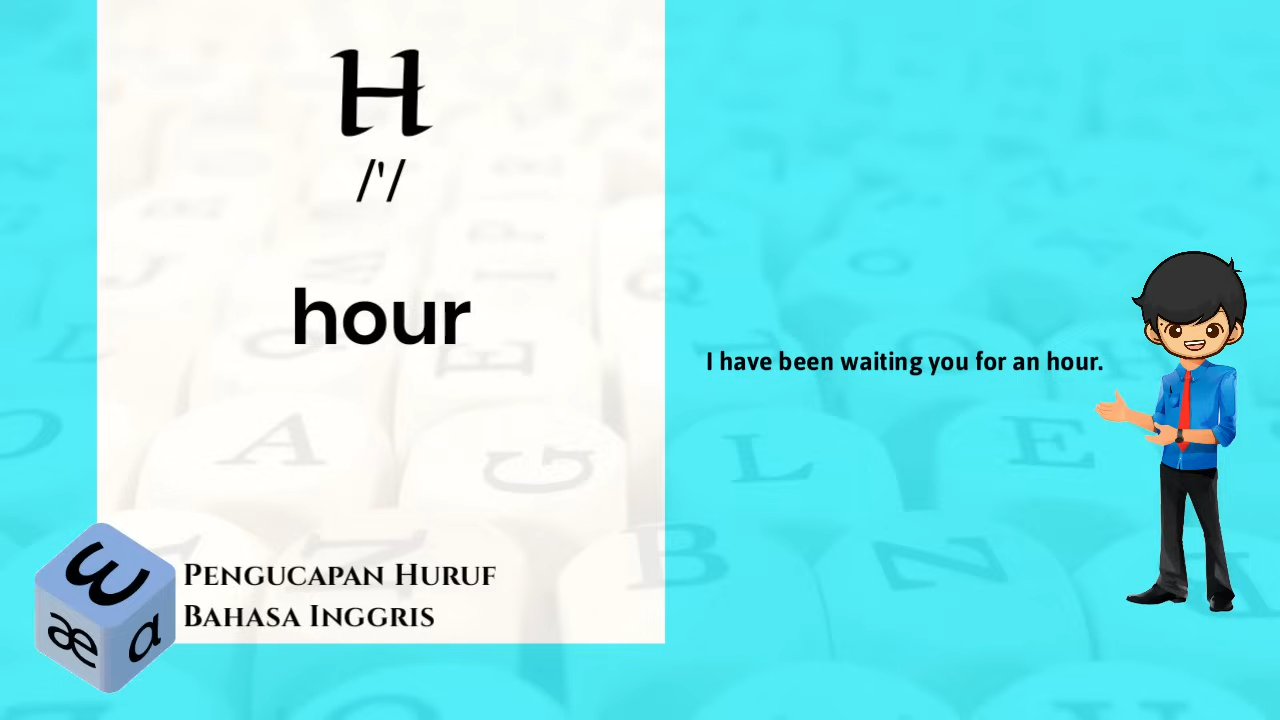 H
/'/
hour
I have been waiting you for an hour.
Pengucapan Huruf
Bahasa Inggris
ω
æ
ɑ